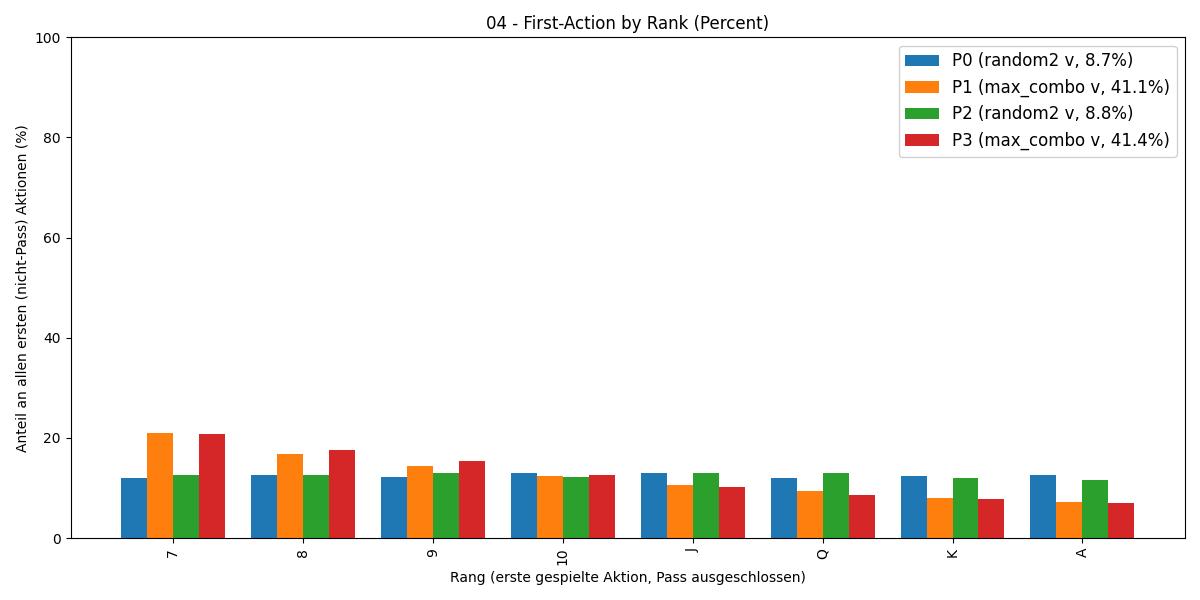 04 - First-Action by Rank (Percent)
Anteil an allen ersten (nicht-Pass) Aktionen (%)
100
80
60
40
20
0
P0 (random2 v, 8.7%)
P1 (max_combo v, 41.1%)
P2 (random2 v, 8.8%)
P3 (max_combo v, 41.4%)
7
8
9
10
J
Q
K
A
Rang (erste gespielte Aktion, Pass ausgeschlossen)